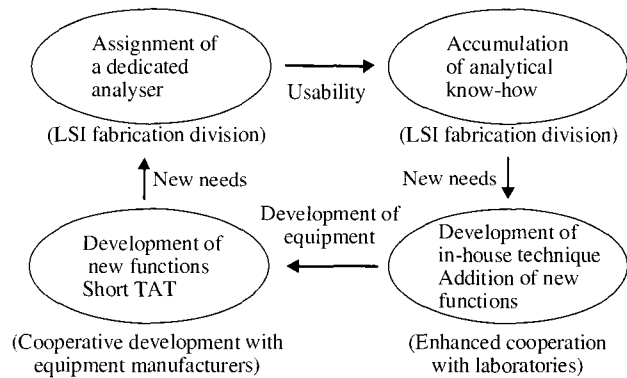 Assignment of
a dedicated
analyser
Usability
Accumulation
of analytical
know-how
(LSI fabrication division)
(LSI fabrication division)
New needs
New needs
Development of
new functions
Short TAT
Development of
equipment
Development of
in-house technique
Addition of new
functions
(Cooperative development with
equipment manufacturers)
(Enhanced cooperation
with laboratories)